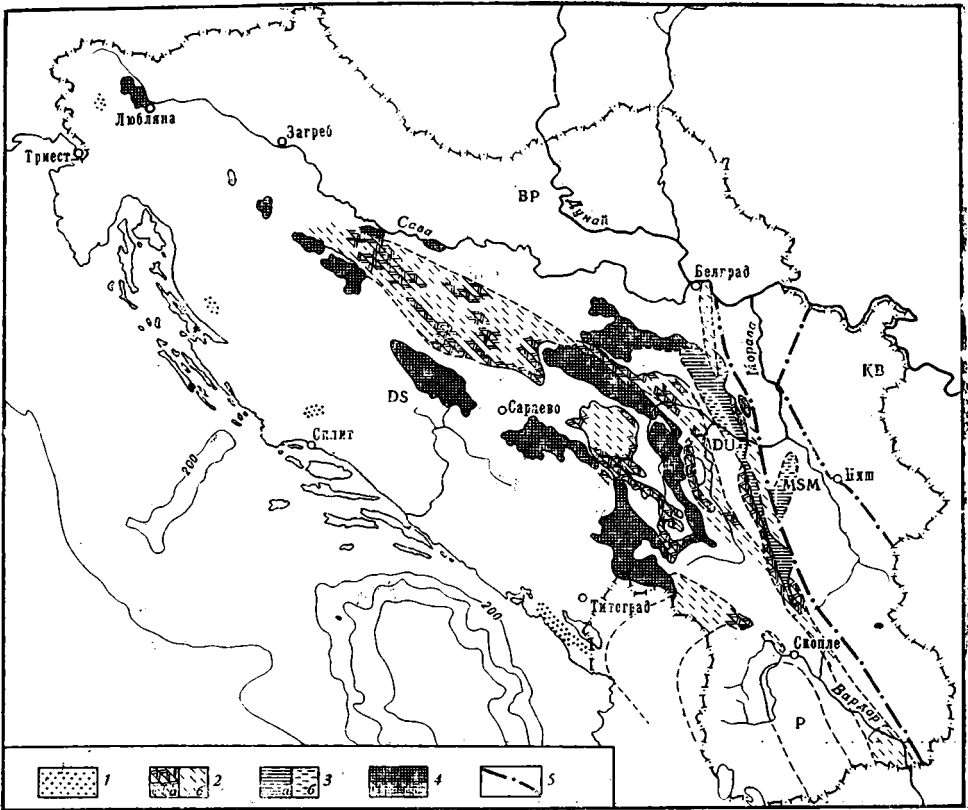 Любляна
Загреб
Триест
ВР
Дунай
Сава
Белград
Морава
КВ
DS
Сараево
DU
Сплит
MSM
Ниш
200
200
Титоград
Скопле
Вардар
Р
1
а б 2
а б 3
4
5